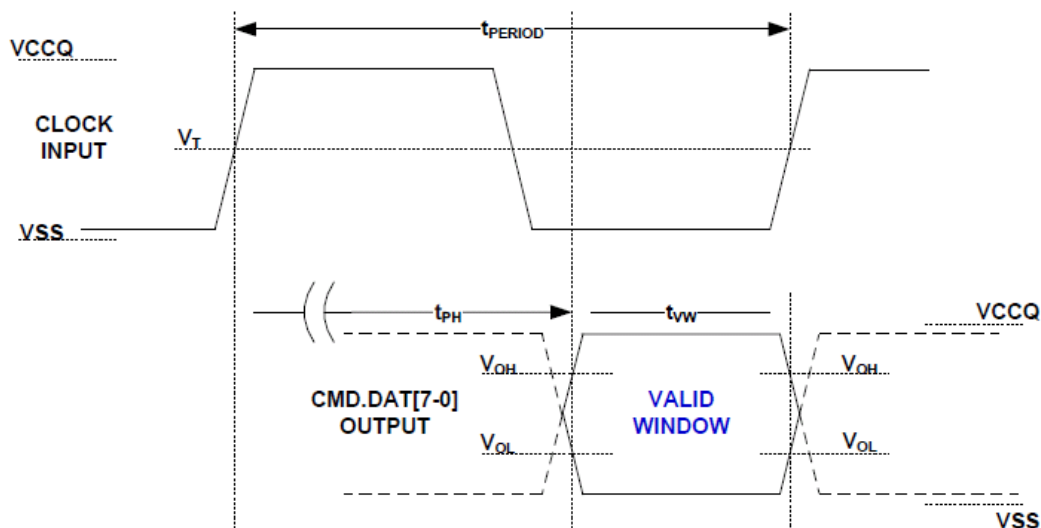 tPERIOD
VCCQ
CLOCK
INPUT
VT
VSS
tPH
tVW
VCCQ
VOH
VOH
CMD.DAT[7-0]
OUTPUT
VALID
WINDOW
VOL
VOL
VSS